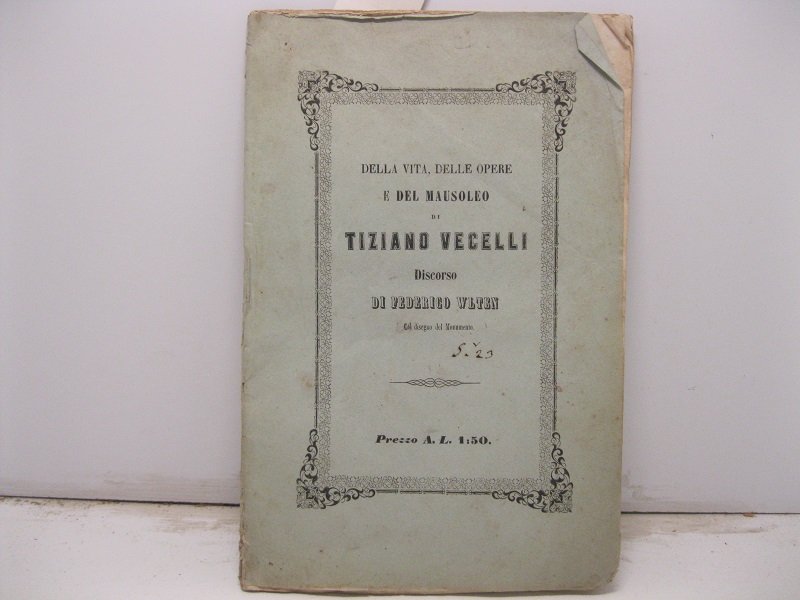 DELLA VITA, DELLE OPERE
E DEL MAUSOLEO
DI
TIZIANO VECELLI
Discorso
DI FEDERICO WLTEN
Col disegno del Monumento.
Prezzo A. L. 1:50.